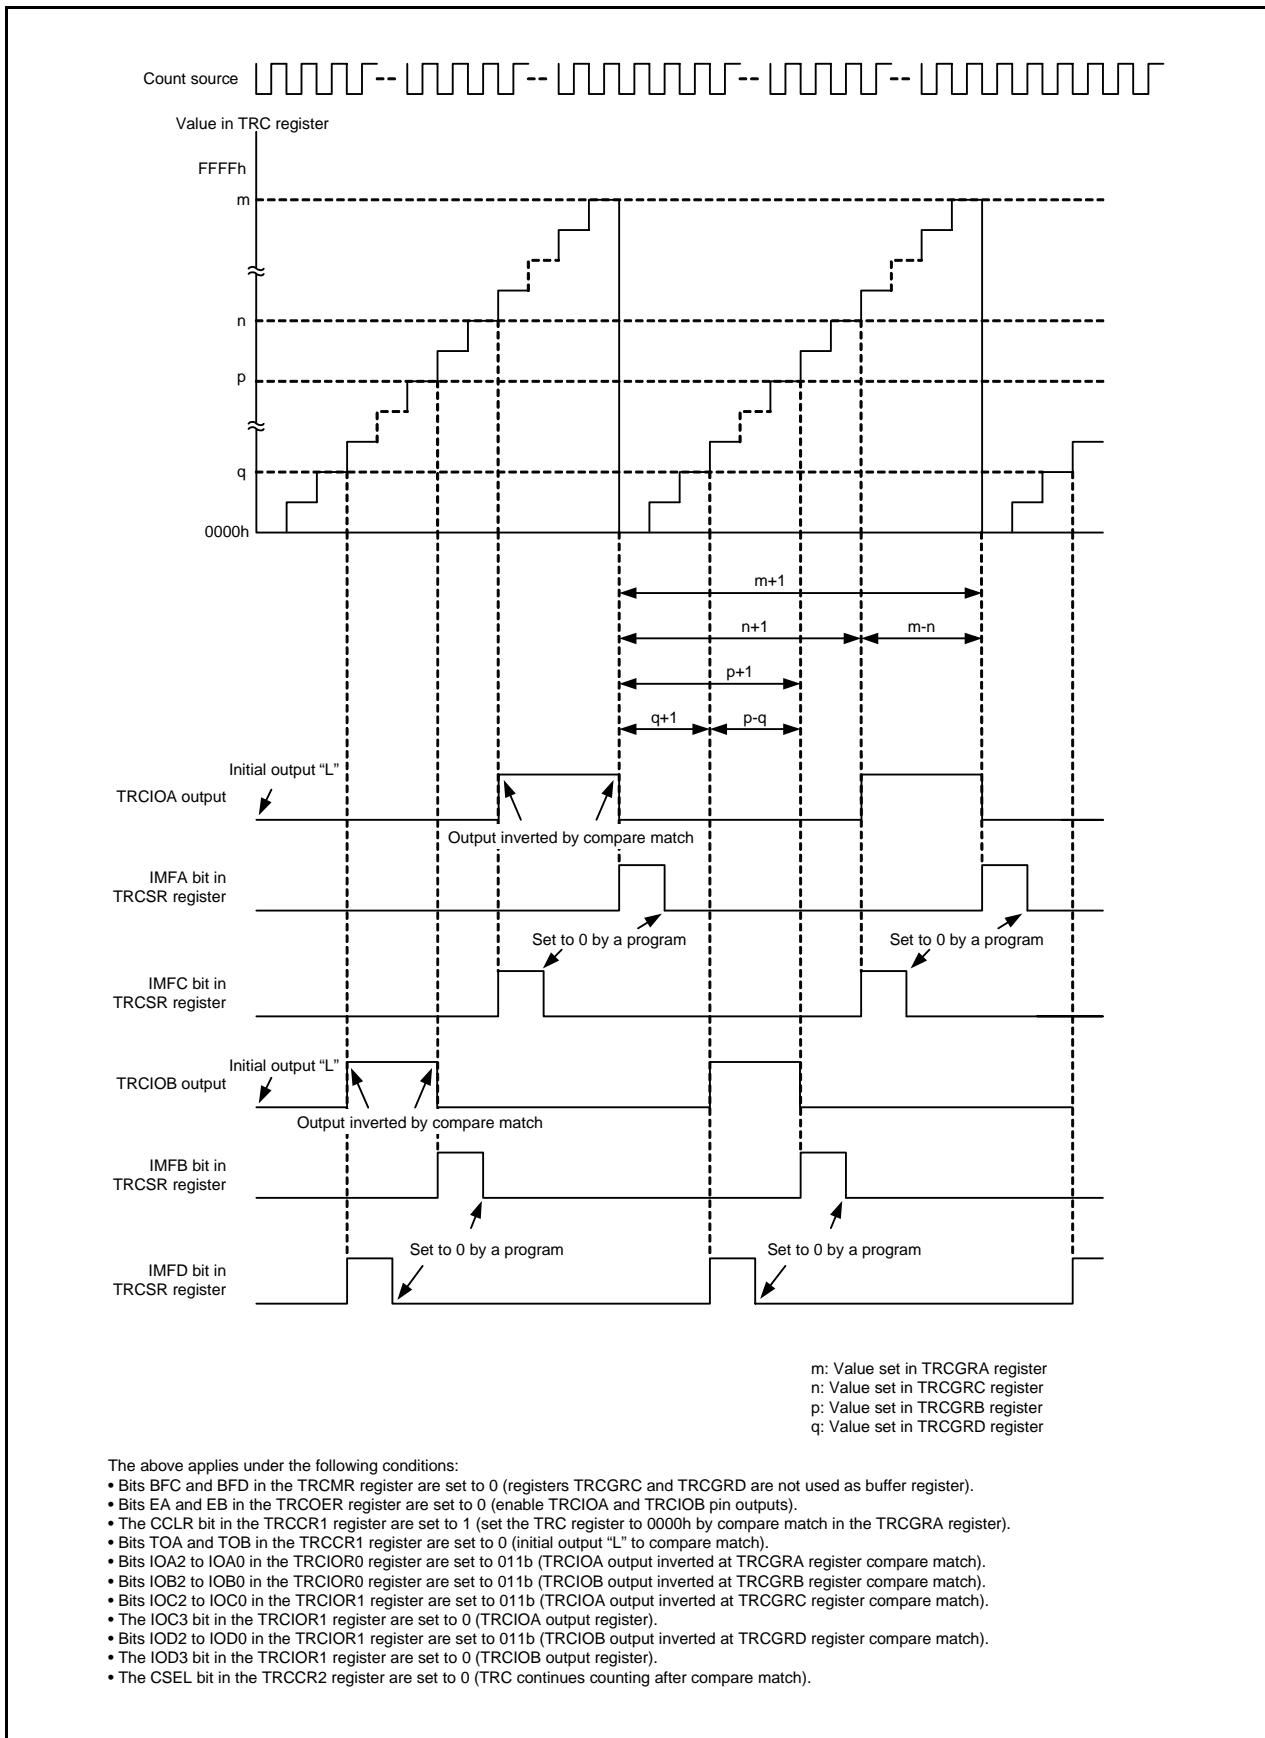 Count source
Value in TRC register
FFFFh
m
n
p
q
0000h
m+1
n+1
m-n
p+1
q+1
p-q
Initial output “L”
TRCIOA output
Output inverted by compare match
IMFA bit in
TRCSR register
Set to 0 by a program
Set to 0 by a program
IMFC bit in
TRCSR register
Initial output “L”
TRCIOB output
Output inverted by compare match
IMFB bit in
TRCSR register
Set to 0 by a program
Set to 0 by a program
IMFD bit in
TRCSR register
m: Value set in TRCGRA register
n: Value set in TRCGRC register
p: Value set in TRCGRB register
q: Value set in TRCGRD register
The above applies under the following conditions:
• Bits BFC and BFD in the TRCMR register are set to 0 (registers TRCGRC and TRCGRD are not used as buffer register).
• Bits EA and EB in the TRCOER register are set to 0 (enable TRCIOA and TRCIOB pin outputs).
• The CCLR bit in the TRCCR1 register are set to 1 (set the TRC register to 0000h by compare match in the TRCGRA register).
• Bits TOA and TOB in the TRCCR1 register are set to 0 (initial output “L” to compare match).
• Bits IOA2 to IOA0 in the TRCIOR0 register are set to 011b (TRCIOA output inverted at TRCGRA register compare match).
• Bits IOB2 to IOB0 in the TRCIOR0 register are set to 011b (TRCIOB output inverted at TRCGRB register compare match).
• Bits IOC2 to IOC0 in the TRCIOR1 register are set to 011b (TRCIOA output inverted at TRCGRC register compare match).
• The IOC3 bit in the TRCIOR1 register are set to 0 (TRCIOA output register).
• Bits IOD2 to IOD0 in the TRCIOR1 register are set to 011b (TRCIOB output inverted at TRCGRD register compare match).
• The IOD3 bit in the TRCIOR1 register are set to 0 (TRCIOB output register).
• The CSEL bit in the TRCCR2 register are set to 0 (TRC continues counting after compare match).